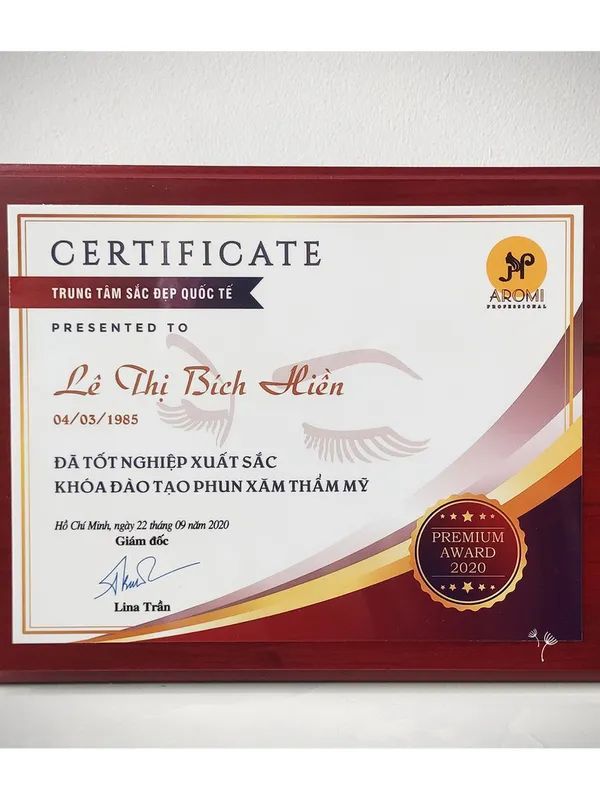 CERTIFICATE
TRUNG TÂM SẮC ĐẸP QUỐC TẾ
PRESENTED TO
AROMI
PROFESSIONAL
Lê Thị Bích Hiền
04/03/1985
ĐÃ TỐT NGHIỆP XUẤT SẮC
KHÓA ĐÀO TẠO PHUN XĂM THẨM MỸ
Hồ Chí Minh, ngày 22 tháng 09 năm 2020
Giám đốc
Lina Trần
PREMIUM
AWARD
2020